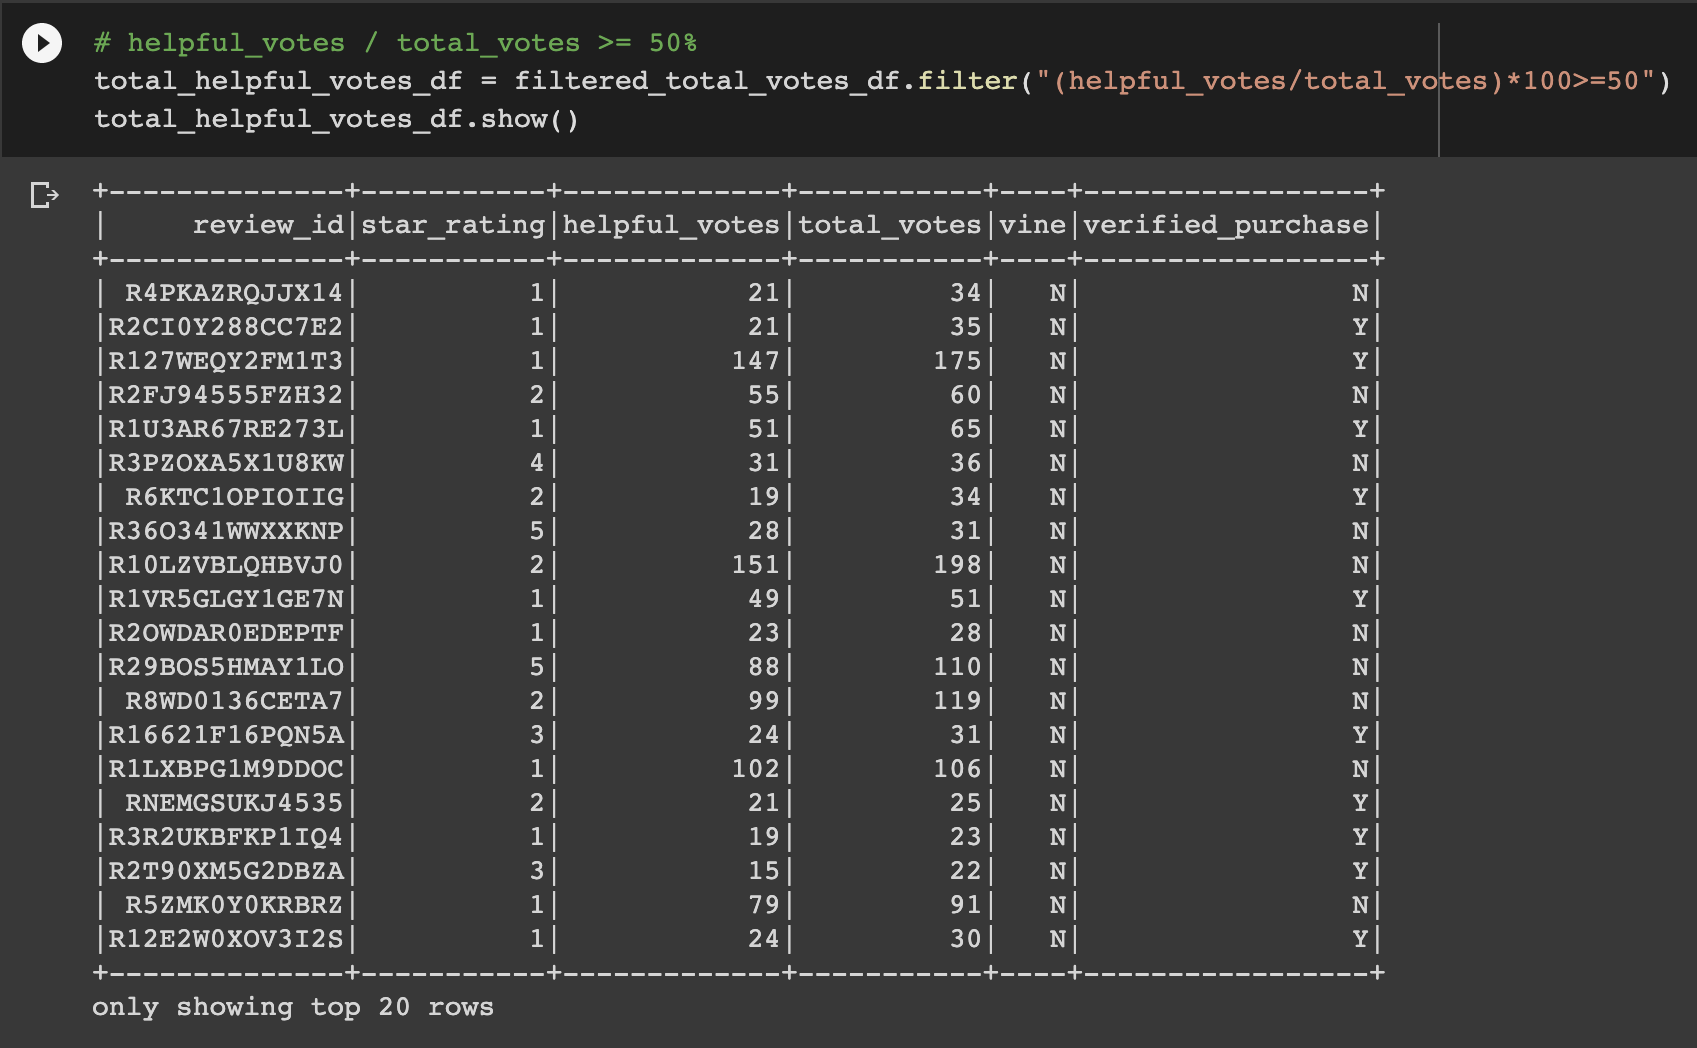 # helpful_votes / total_votes >= 50%
total_helpful_votes_df = filtered_total_votes_df.filter("(helpful_votes/total_votes)*100>=50")
total_helpful_votes_df.show()
+--------------+-----------+-------------+-----------+----+-----------------+
|     review_id|star_rating|helpful_votes|total_votes|vine|verified_purchase|
+--------------+-----------+-------------+-----------+----+-----------------+
| R4PKAZRQJJX14|          1|           21|         34|   N|                N|
|R2CI0Y288CC7E2|          1|           21|         35|   N|                Y|
|R127WEQY2FM1T3|          1|          147|        175|   N|                Y|
|R2FJ94555FZH32|          2|           55|         60|   N|                N|
|R1U3AR67RE273L|          1|           51|         65|   N|                Y|
|R3PZOXA5X1U8KW|          4|           31|         36|   N|                N|
| R6KTC1OPIOIIG|          2|           19|         34|   N|                Y|
|R36O341WWXXKNP|          5|           28|         31|   N|                N|
|R10LZVBLQHBVJ0|          2|          151|        198|   N|                N|
|R1VR5GLGY1GE7N|          1|           49|         51|   N|                Y|
|R2OWDAR0EDEPTF|          1|           23|         28|   N|                N|
|R29BOS5HMAY1LO|          5|           88|        110|   N|                N|
| R8WD0136CETA7|          2|           99|        119|   N|                N|
|R16621F16PQN5A|          3|           24|         31|   N|                Y|
|R1LXBPG1M9DDOC|          1|          102|        106|   N|                N|
| RNEMGSUKJ4535|          2|           21|         25|   N|                Y|
|R3R2UKBFKP1IQ4|          1|           19|         23|   N|                Y|
|R2T90XM5G2DBZA|          3|           15|         22|   N|                Y|
| R5ZMK0Y0KRBRZ|          1|           79|         91|   N|                N|
|R12E2W0XOV3I2S|          1|           24|         30|   N|                Y|
+--------------+-----------+-------------+-----------+----+-----------------+
only showing top 20 rows